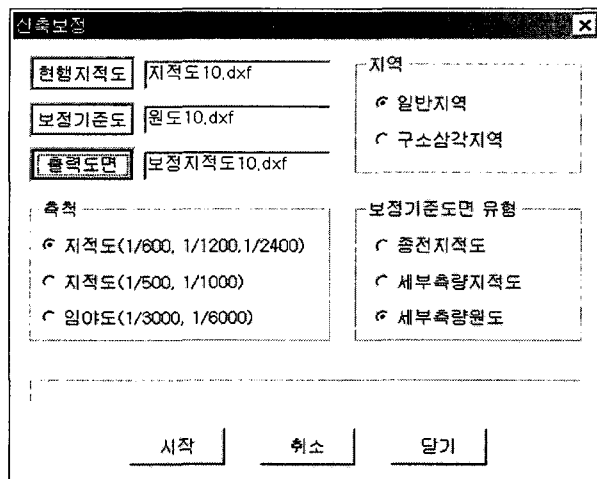 신축보정
현행지적도 지적도10.dxf
보정기준도 원도10.dxf
출력도면 보정지적도10.dxf
지역
일반지역
구소삼각지역
축척
지적도(1/600, 1/1200,1/2400)
지적도(1/500, 1/1000)
임야도(1/3000, 1/6000)
보정기준도면 유형
종전지적도
세부측량지적도
세부측량원도
시작 취소 닫기